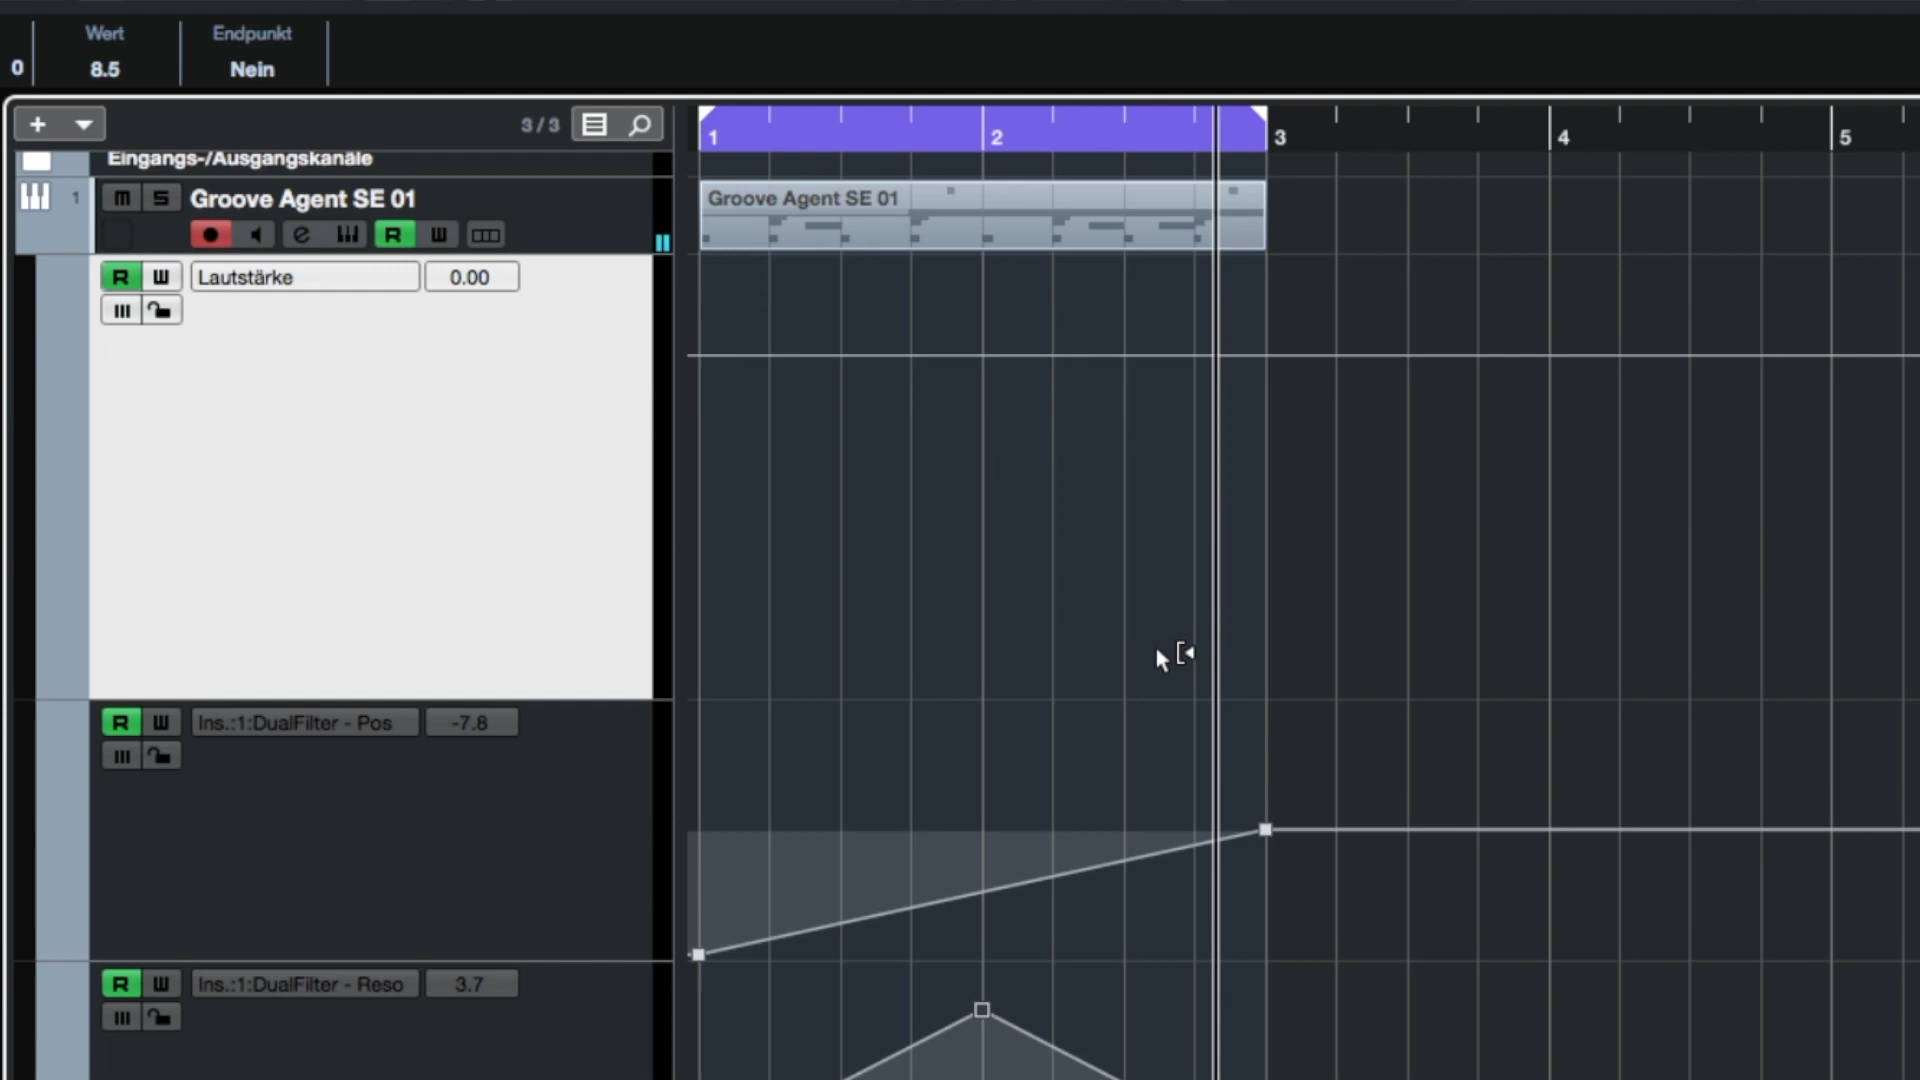 Wert
Endpunkt
0
8.5
Nein
+
3 / 3
1
2
3
4
5
Eingangs-/Ausgangskanäle
1
m S
Groove Agent SE 01
e R W
Groove Agent SE 01
R W
Lautstärke
0.00
R W
Ins.:1:DualFilter - Pos
-7.8
R W
Ins.:1:DualFilter - Reso
3.7